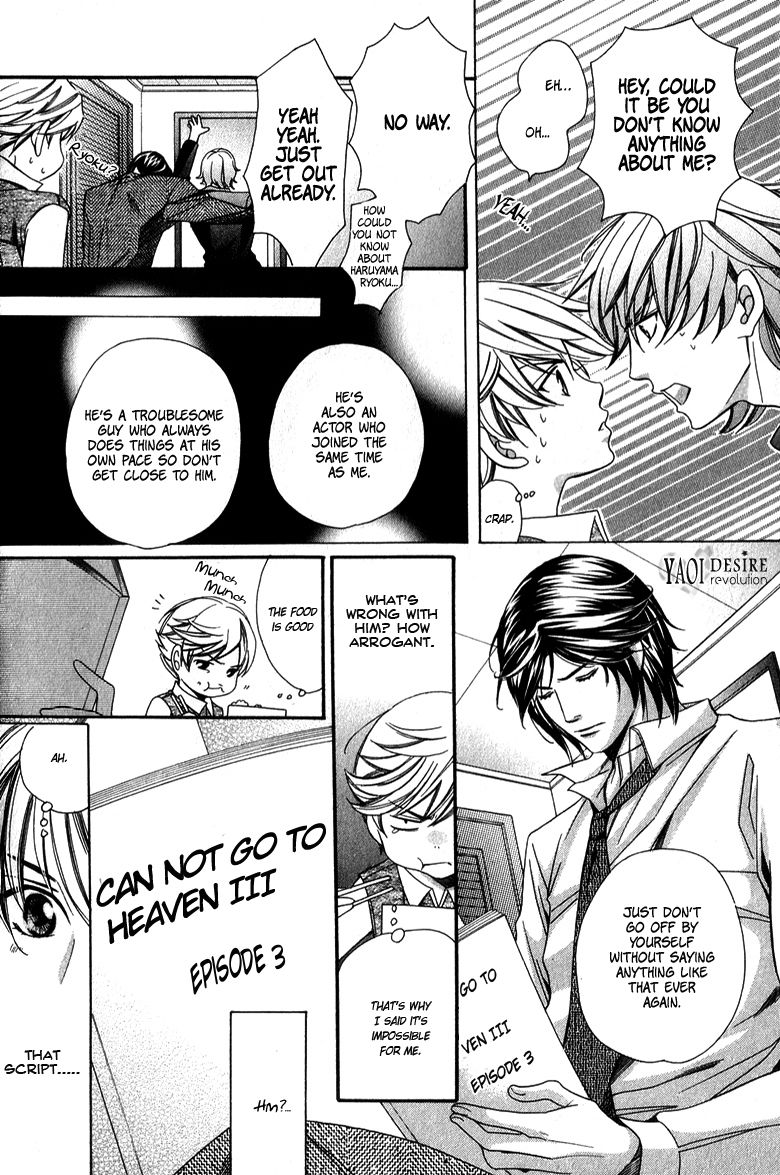 HEY, COULD
IT BE YOU
DON'T KNOW
ANYTHING
ABOUT ME?
EH...
OH...
YEAH...
CRAP.
NO WAY.
HOW
COULD
YOU NOT
KNOW
ABOUT
HARUYAMA
RYOKU...
YEAH
YEAH.
JUST
GET OUT
ALREADY.
Ryoku?
HE'S
ALSO AN
ACTOR WHO
JOINED THE
SAME TIME
AS ME.
HE'S A TROUBLESOME
GUY WHO ALWAYS
DOES THINGS AT HIS
OWN PACE SO DON'T
GET CLOSE TO HIM.
YAOI DESIRE
revolution
JUST DON'T
GO OFF BY
YOURSELF
WITHOUT SAYING
ANYTHING LIKE
THAT EVER
AGAIN.
GO TO
VEN III
EPISODE 3
WHAT'S
WRONG WITH
HIM? HOW
ARROGANT.
THAT'S WHY
I SAID IT'S
IMPOSSIBLE
FOR ME.
Munch
Munch
THE FOOD
IS GOOD
CAN NOT GO TO
HEAVEN III
EPISODE 3
HM?...
AH.
THAT
SCRIPT.....